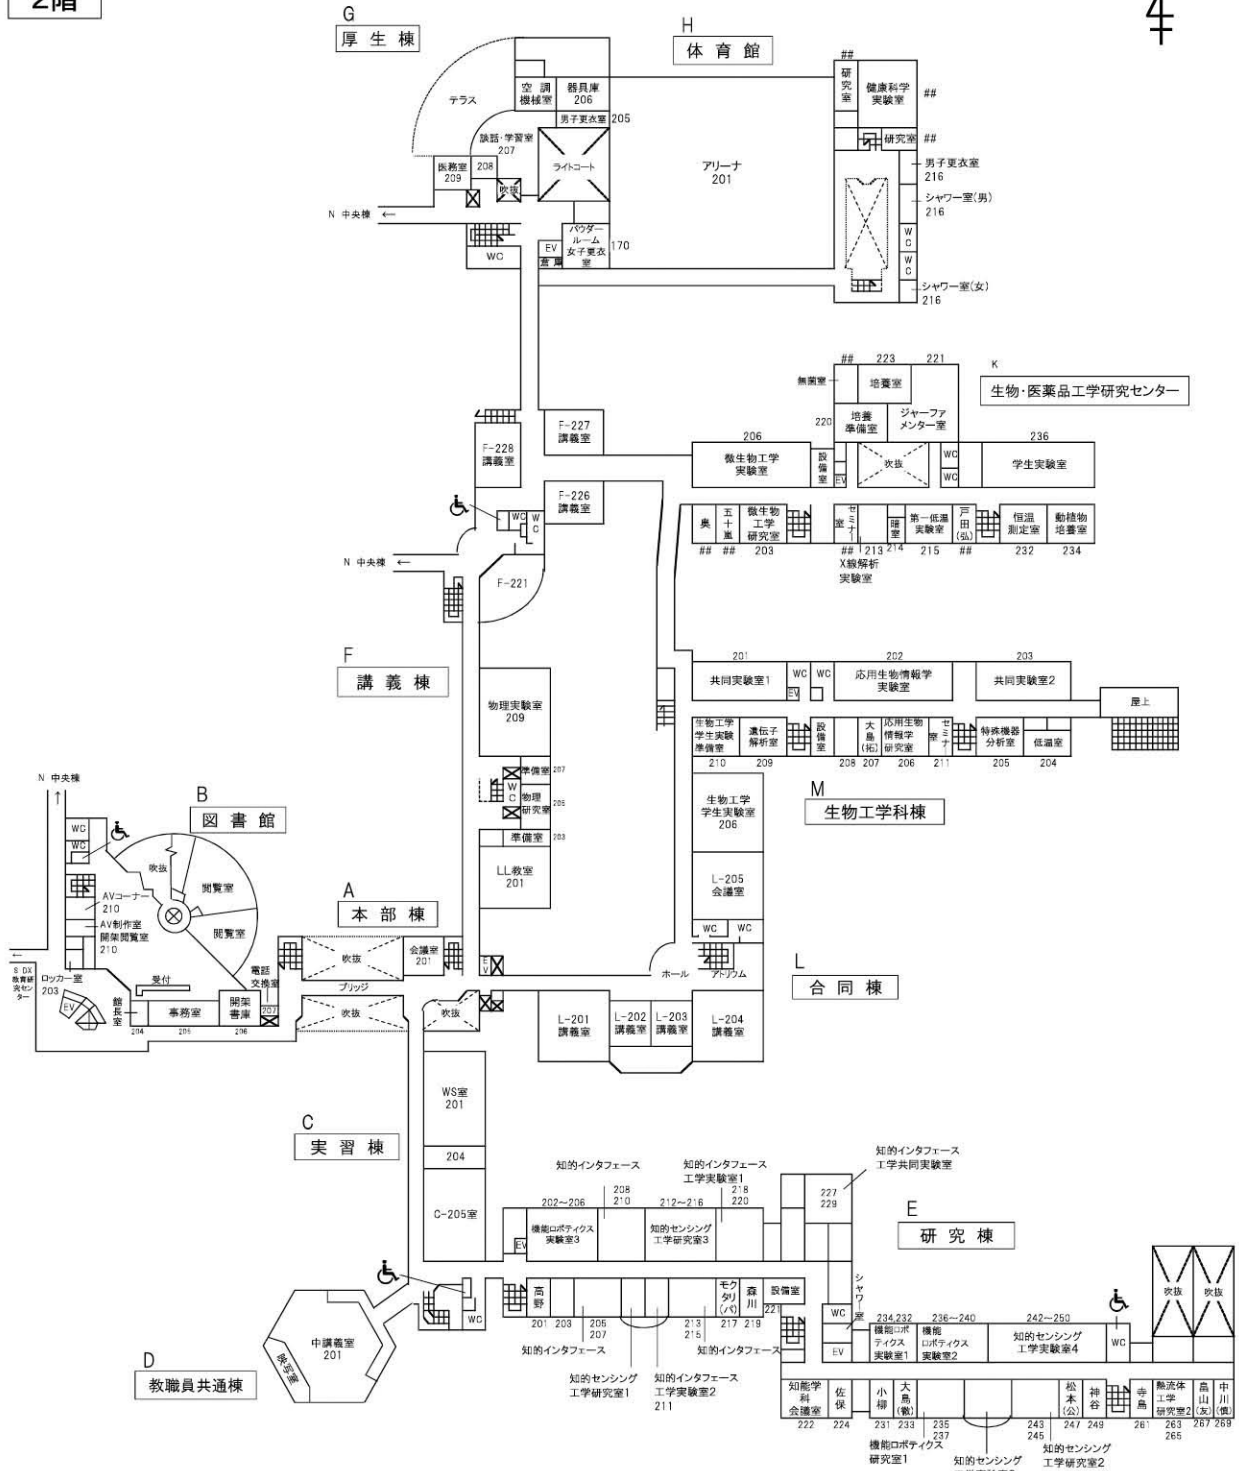 2階
G
厚生棟
H
体育館
テラス
空調
機械室
器具庫
206
男子更衣室 205
談話・学習室
207
医務室
209
208
吹抜
ライトコート
アリーナ
201
##
研究室
健康科学
実験室
##
研究室 ##
男子更衣室
216
シャワー室(男)
216
WC
WC
シャワー室(女)
216
N 中央棟 ←
WC
EV
倉庫
パウダー
ルーム
女子更衣
室
170
K
生物・医薬品工学研究センター
## 223 221
無菌室
培養室
220
培養
準備室
ジャーファ
メンター室
206
微生物工学
実験室
設備室
EV
吹抜
WC
WC
236
学生実験室
奥
五十嵐
微生物
工学
研究室
セミナー室
暗室
第一低温
実験室
戸田(弘)
恒温
測定室
動植物
培養室
## ## 203 ## 213 214 215 ## 232 234
X線解析
実験室
F-227
講義室
F-228
講義室
F-226
講義室
WC
WC
N 中央棟 ←
F-221
F
講義棟
物理実験室
209
準備室 207
WC
物理
研究室
205
準備室 203
LL教室
201
201 202 203
共同実験室1
WC WC
EV
応用生物情報学
実験室
共同実験室2
屋上
生物工学
学生実験
準備室
遺伝子
解析室
設備室
大島(拓)
応用生物
情報学
研究室
セミナー室
特殊機器
分析室
低温室
210 209 208 207 206 211 205 204
M
生物工学科棟
生物工学
学生実験室
206
L-205
会議室
WC WC
ホール
アトリウム
L
合同棟
L-201
講義室
L-202
講義室
L-203
講義室
L-204
講義室
N 中央棟
↑
B
図書館
WC
WC
吹抜
閲覧室
閲覧室
AVコーナー
210
AV制作室
開架閲覧室
210
←
S DX
教育研
究セン
ター
ロッカー室
203
EV
受付
館長室
事務室
開架
書庫
電話
交換室
207
204 205 206
A
本部棟
吹抜
会議室
201
EV
ブリッジ
吹抜
吹抜
WS室
201
C
実習棟
204
C-205室
WC
D
教職員共通棟
中講義室
201
映写室
知的インタフェース
208
210
知的インタフェース
工学実験室1
218
220
202～206 212～216
EV
機能ロボティクス
実験室3
知的センシング
工学研究室3
高野
モクタリ(パ)
森川
設備室
221
201 203 205
207
213
215
217 219
知的インタフェース
知的センシング
工学研究室1
知的インタフェース
工学実験室2
211
知的インタフェース
知的インタフェース
工学共同実験室
227
229
E
研究棟
シャワー室
WC
EV
234,232 236～240 242～250
機能ロボ
ティクス
実験室1
機能
ロボティクス
実験室2
知的センシング
工学実験室4
WC
吹抜 吹抜
知能学
科
会議室
佐保
小柳
大島(徹)
松本(公)
神谷
寺島
熱流体
工学
研究室2
畠山(友)
中川(慎)
222 224 231 233 235
237
243
245
247 249 261 263
265
267 269
機能ロボティクス
研究室1
知的センシング
知的センシング
工学研究室2